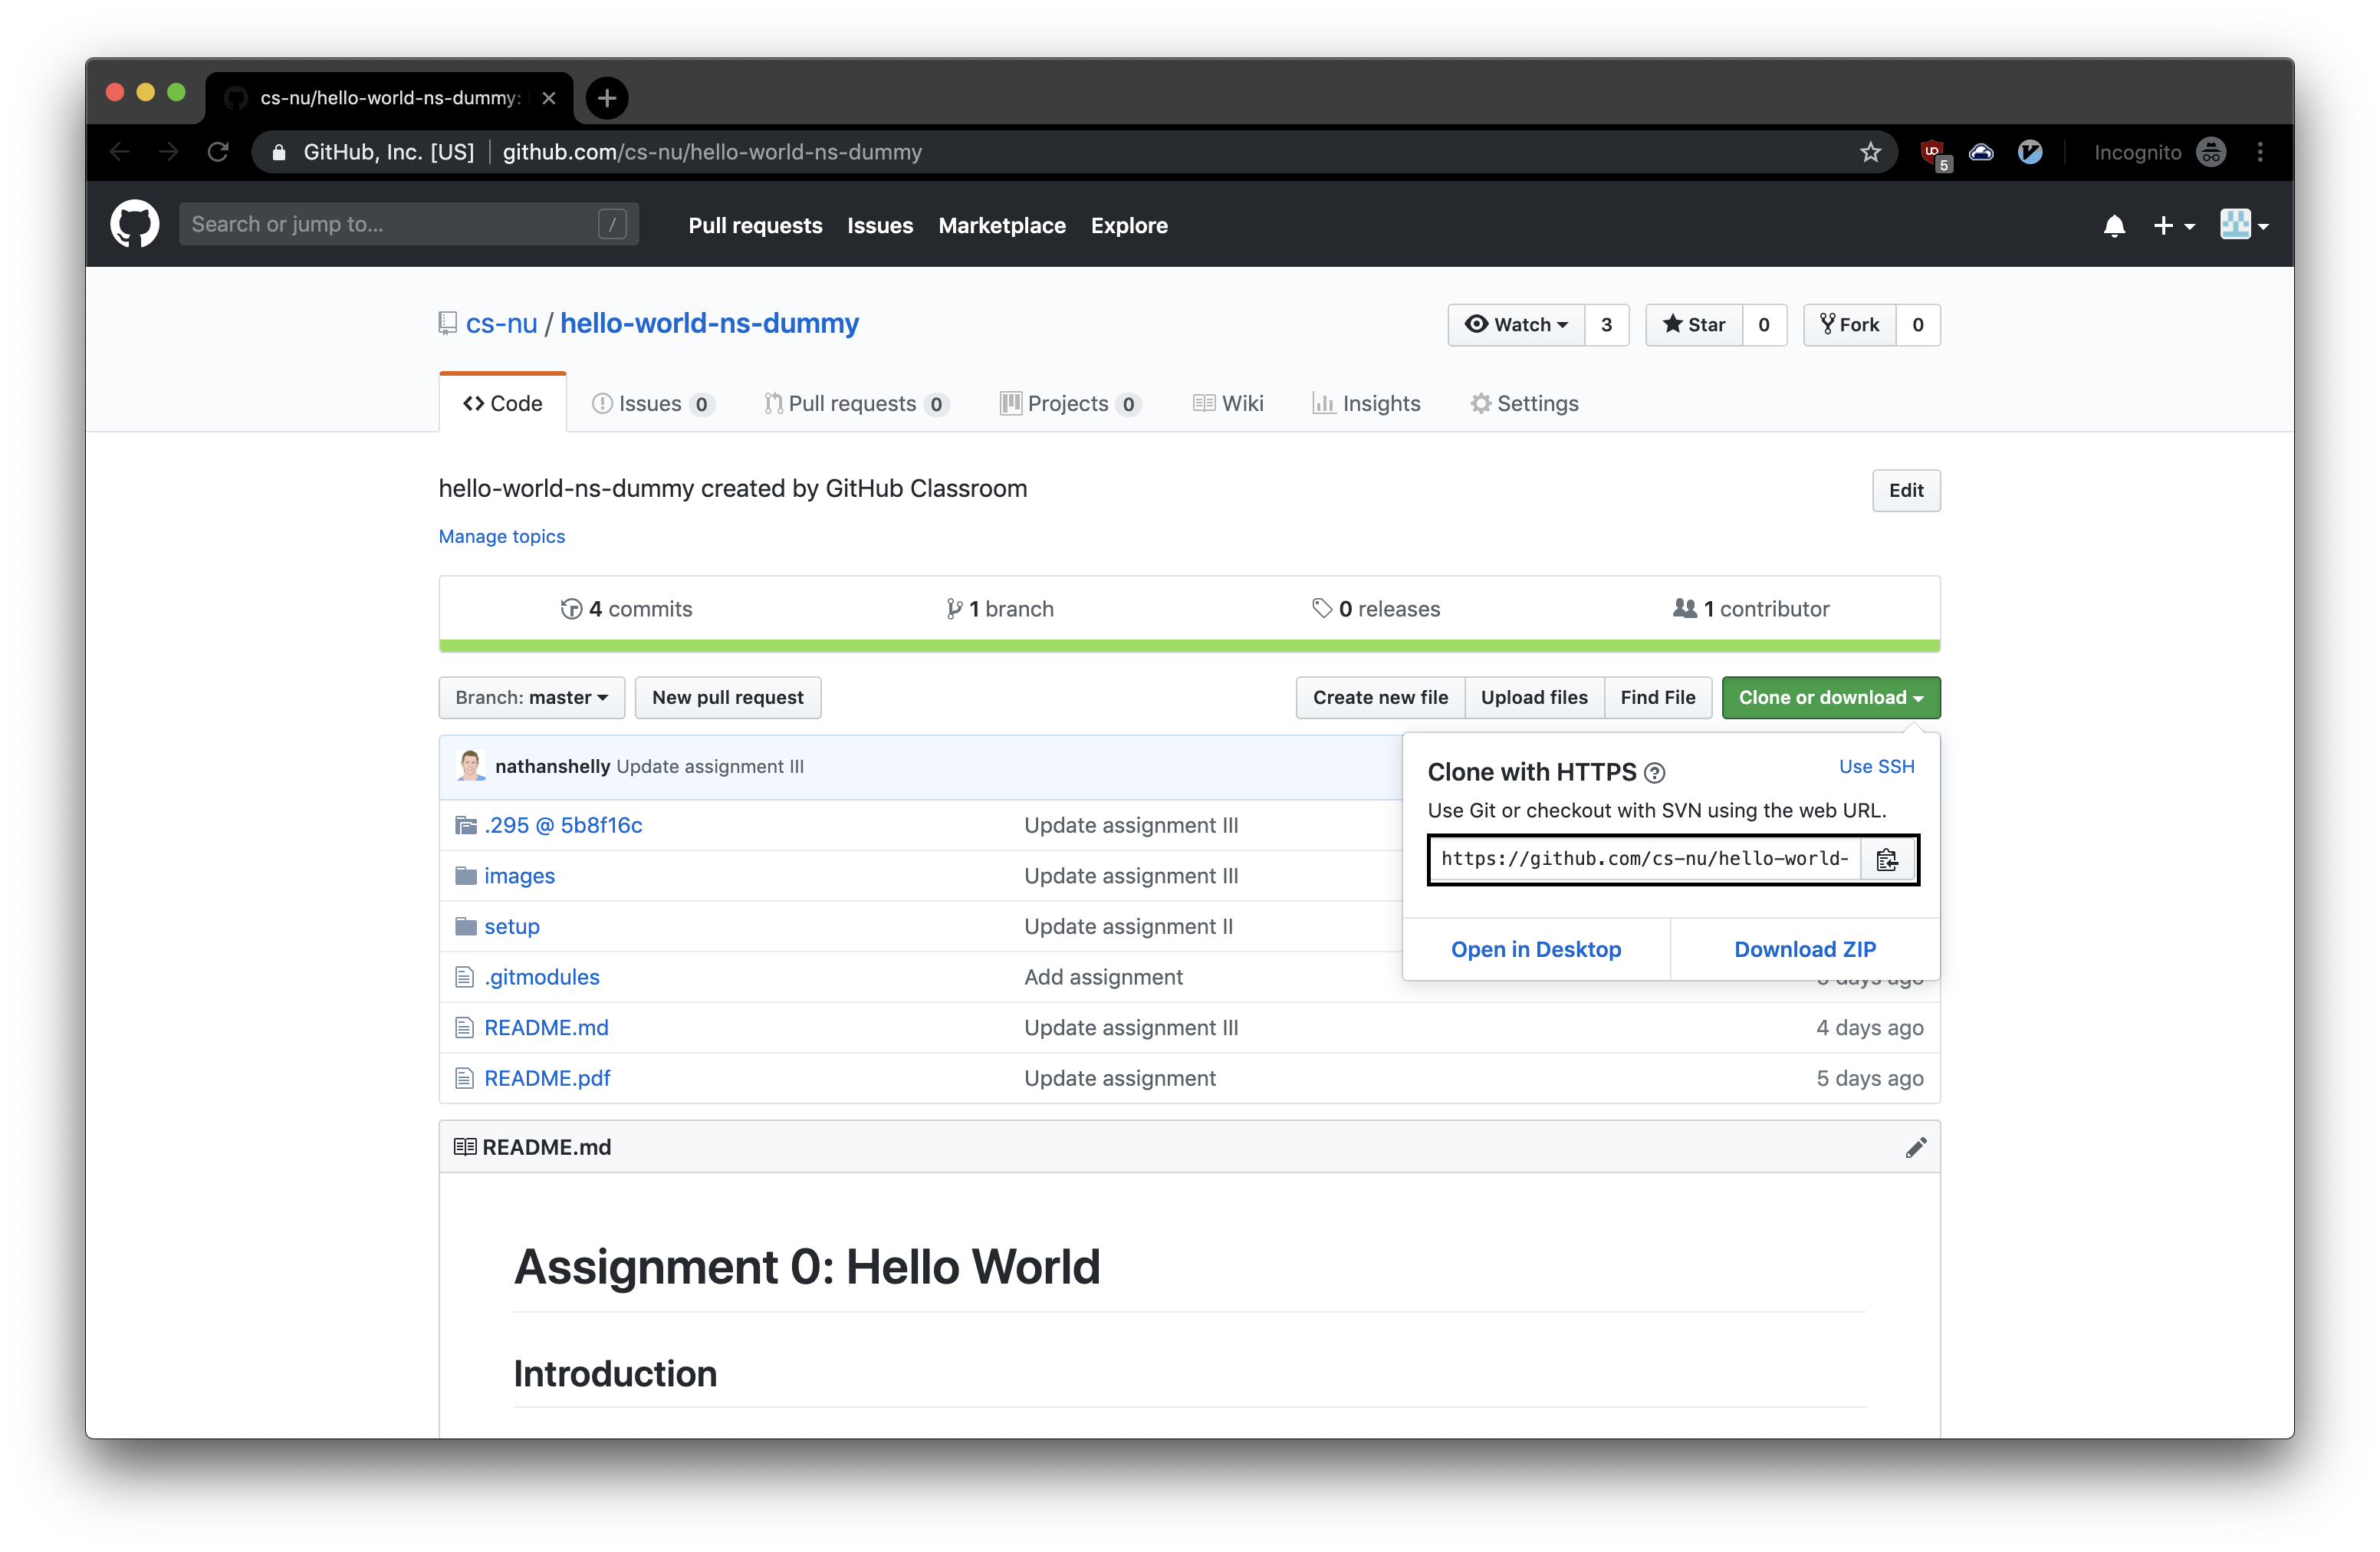 cs-nu/hello-world-ns-dummy:
GitHub, Inc. [US] github.com/cs-nu/hello-world-ns-dummy
5
Incognito
Search or jump to... /
Pull requests Issues Marketplace Explore
cs-nu / hello-world-ns-dummy
Watch 3 Star 0 Fork 0
Code Issues 0 Pull requests 0 Projects 0 Wiki Insights Settings
hello-world-ns-dummy created by GitHub Classroom
Edit
Manage topics
4 commits 1 branch 0 releases 1 contributor
Branch: master New pull request Create new file Upload files Find File Clone or download
nathanshelly Update assignment III
Clone with HTTPS ?
Use SSH
Use Git or checkout with SVN using the web URL.
https://github.com/cs-nu/hello-world-
Open in Desktop Download ZIP
.295 @ 5b8f16c Update assignment III
images Update assignment III
setup Update assignment II
.gitmodules Add assignment days ago
README.md Update assignment III 4 days ago
README.pdf Update assignment 5 days ago
README.md
Assignment 0: Hello World
Introduction